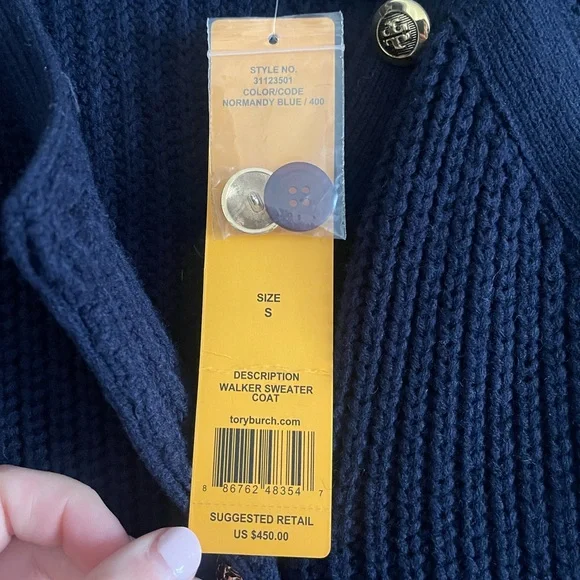 STYLE NO.
31123501
COLOR/CODE
NORMANDY BLUE / 400
SIZE
S
DESCRIPTION
WALKER SWEATER
COAT
toryburch.com
8 86762 48354 7
SUGGESTED RETAIL
US $450.00